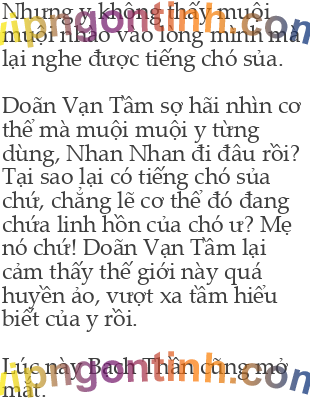 Nhưng y không thấy muội
muội nhào vào lòng mình mà
lại nghe được tiếng chó sủa.

Doãn Vạn Tầm sợ hãi nhìn cơ
thể mà muội muội y từng
dùng, Nhan Nhan đi đâu rồi?
Tại sao lại có tiếng chó sủa
chứ, chẳng lẽ cơ thể đó đang
chứa linh hồn của chó ư? Mẹ
nó chứ! Doãn Vạn Tầm lại
cảm thấy thế giới này quá
huyền ảo, vượt xa tầm hiểu
biết của y rồi.

Lúc này Bạch Thần cũng mở
mắt.
vipngontinh.com
vipngontinh.com